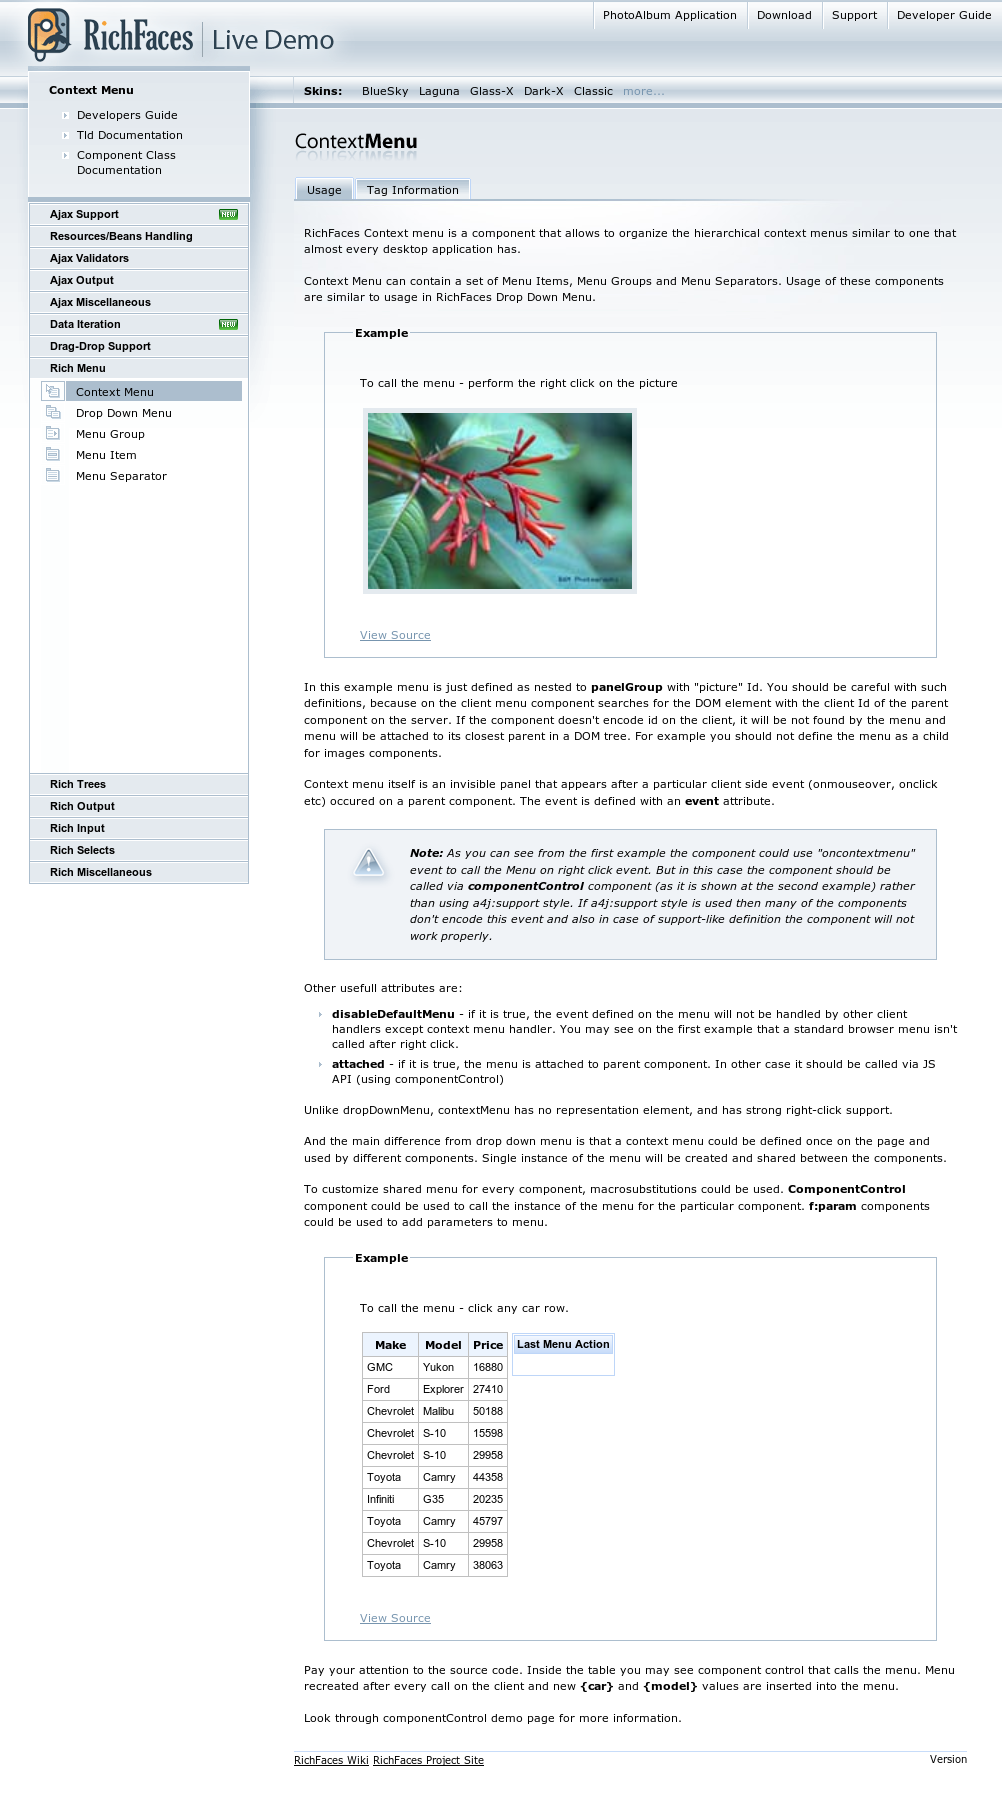 PhotoAlbum Application Download Support Developer Guide
RichFaces Live Demo
Skins: BlueSky Laguna Glass-X Dark-X Classic more...
Context Menu
Developers Guide
Tld Documentation
Component Class
Documentation
Ajax Support NEW
Resources/Beans Handling
Ajax Validators
Ajax Output
Ajax Miscellaneous
Data Iteration NEW
Drag-Drop Support
Rich Menu
Context Menu
Drop Down Menu
Menu Group
Menu Item
Menu Separator
Rich Trees
Rich Output
Rich Input
Rich Selects
Rich Miscellaneous
ContextMenu
Usage Tag Information
RichFaces Context menu is a component that allows to organize the hierarchical context menus similar to one that
almost every desktop application has.
Context Menu can contain a set of Menu Items, Menu Groups and Menu Separators. Usage of these components
are similar to usage in RichFaces Drop Down Menu.
Example
To call the menu - perform the right click on the picture
View Source
In this example menu is just defined as nested to panelGroup with "picture" Id. You should be careful with such
definitions, because on the client menu component searches for the DOM element with the client Id of the parent
component on the server. If the component doesn't encode id on the client, it will be not found by the menu and
menu will be attached to its closest parent in a DOM tree. For example you should not define the menu as a child
for images components.
Context menu itself is an invisible panel that appears after a particular client side event (onmouseover, onclick
etc) occured on a parent component. The event is defined with an event attribute.
Note: As you can see from the first example the component could use "oncontextmenu"
event to call the Menu on right click event. But in this case the component should be
called via componentControl component (as it is shown at the second example) rather
than using a4j:support style. If a4j:support style is used then many of the components
don't encode this event and also in case of support-like definition the component will not
work properly.
Other usefull attributes are:
disableDefaultMenu - if it is true, the event defined on the menu will not be handled by other client
handlers except context menu handler. You may see on the first example that a standard browser menu isn't
called after right click.
attached - if it is true, the menu is attached to parent component. In other case it should be called via JS
API (using componentControl)
Unlike dropDownMenu, contextMenu has no representation element, and has strong right-click support.
And the main difference from drop down menu is that a context menu could be defined once on the page and
used by different components. Single instance of the menu will be created and shared between the components.
To customize shared menu for every component, macrosubstitutions could be used. ComponentControl
component could be used to call the instance of the menu for the particular component. f:param components
could be used to add parameters to menu.
Example
To call the menu - click any car row.
Make Model Price Last Menu Action
GMC Yukon 16880
Ford Explorer 27410
Chevrolet Malibu 50188
Chevrolet S-10 15598
Chevrolet S-10 29958
Toyota Camry 44358
Infiniti G35 20235
Toyota Camry 45797
Chevrolet S-10 29958
Toyota Camry 38063
View Source
Pay your attention to the source code. Inside the table you may see component control that calls the menu. Menu
recreated after every call on the client and new {car} and {model} values are inserted into the menu.
Look through componentControl demo page for more information.
RichFaces Wiki RichFaces Project Site Version